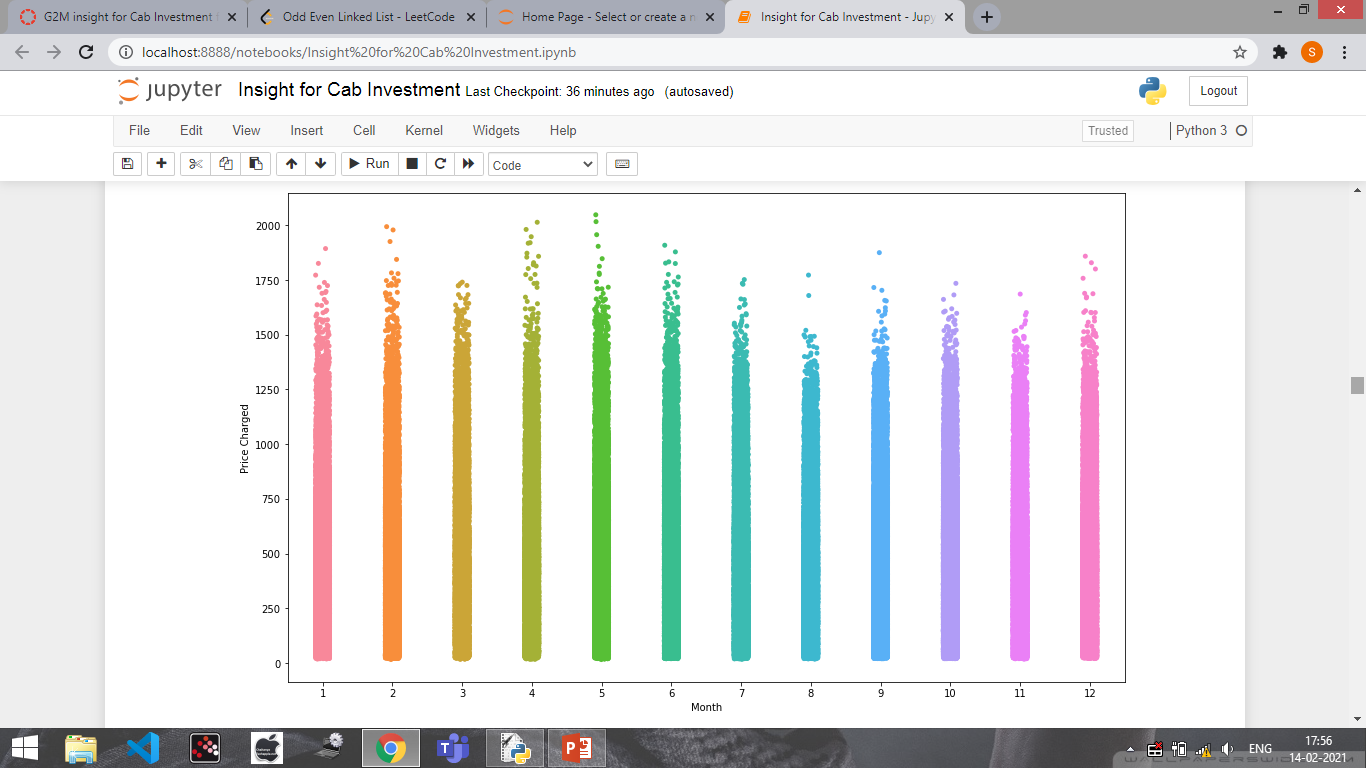 G2M insight for Cab Investment
Odd Even Linked List - LeetCode
Home Page - Select or create a n
Insight for Cab Investment - Jupy
localhost:8888/notebooks/Insight%20for%20Cab%20Investment.ipynb
S
jupyter Insight for Cab Investment Last Checkpoint: 36 minutes ago (autosaved)
Logout
File Edit View Insert Cell Kernel Widgets Help
Trusted
Python 3
Run
Code
2000
1750
1500
1250
1000
750
500
250
0
Price Charged
1 2 3 4 5 6 7 8 9 10 11 12
Month
ENG
17:56
14-02-2021